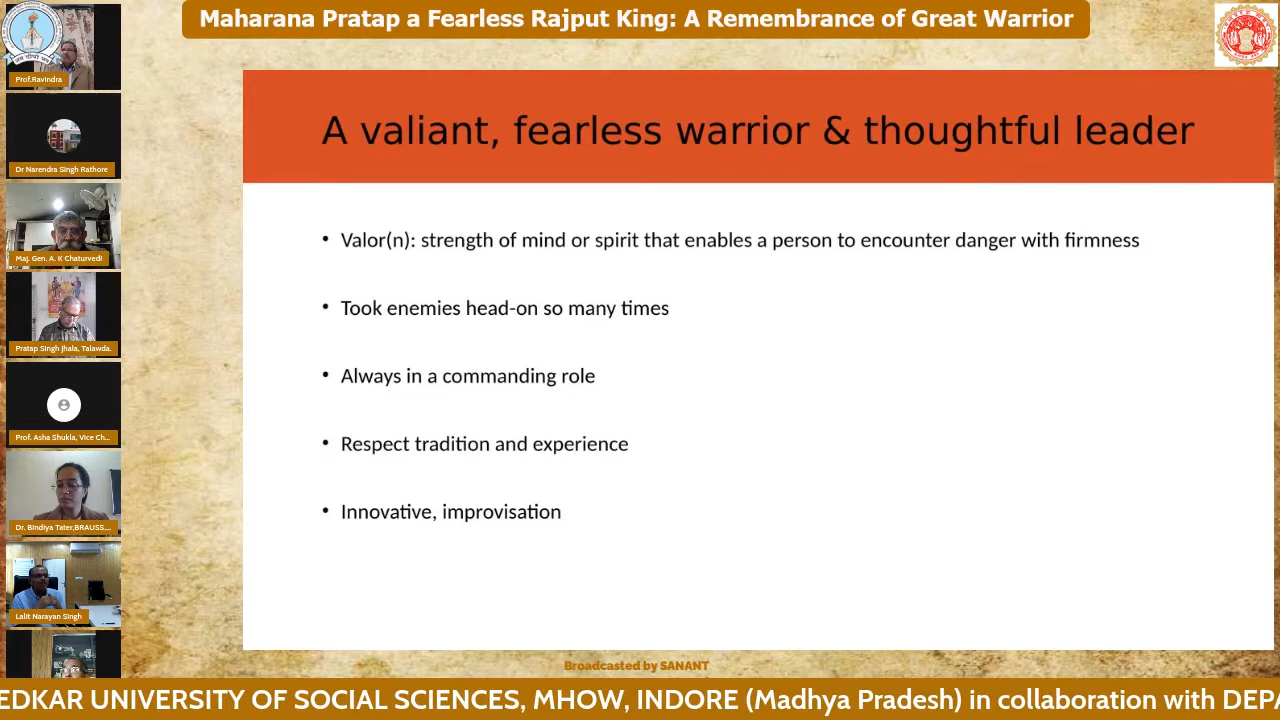 Maharana Pratap a Fearless Rajput King: A Remembrance of Great Warrior
Prof.Ravindra
Dr Narendra Singh Rathore
Maj. Gen. A. K Chaturvedi
Pratap Singh Jhala, Talawda.
Prof. Asha Shukla, Vice Ch...
Dr. Bindiya Tater,BRAUSS,...
Lalit Narayan Singh
A valiant, fearless warrior & thoughtful leader
• Valor(n): strength of mind or spirit that enables a person to encounter danger with firmness
• Took enemies head-on so many times
• Always in a commanding role
• Respect tradition and experience
• Innovative, improvisation
Broadcasted by SANANT
EDKAR UNIVERSITY OF SOCIAL SCIENCES, MHOW, INDORE (Madhya Pradesh) in collaboration with DEPA